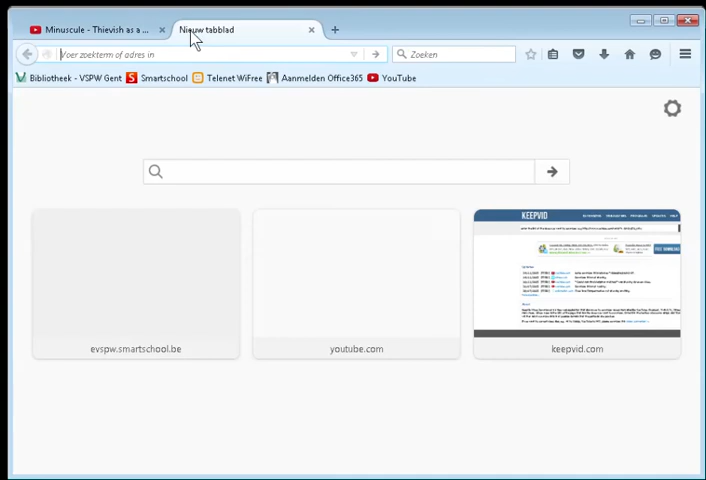 Minuscule - Thievish as a ...
Nieuw tabblad
Voer zoekterm of adres in
Zoeken
Bibliotheek - VSPW Gent
Smartschool
Telenet WiFree
Aanmelden Office365
YouTube
KEEPVID
evspw.smartschool.be
youtube.com
keepvid.com